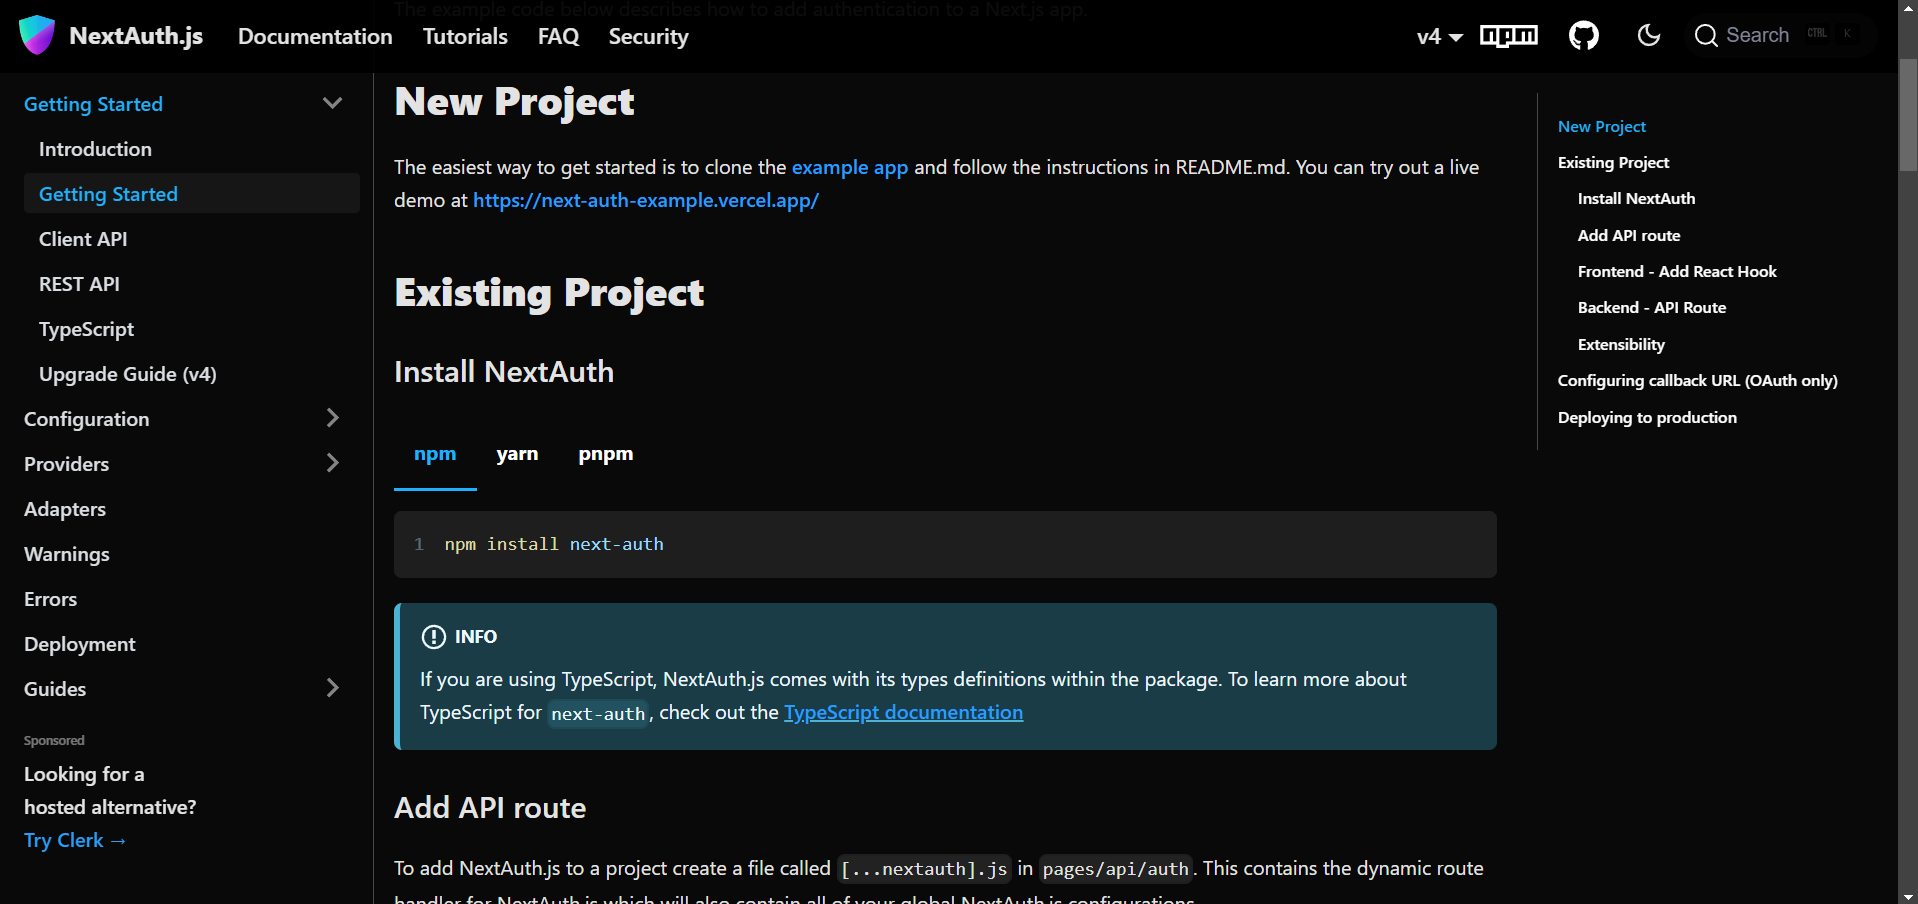 The example code below describes how to add authentication to a Next.js app.
NextAuth.js Documentation Tutorials FAQ Security v4 npm Search CTRL K
Getting Started
Introduction
Getting Started
Client API
REST API
TypeScript
Upgrade Guide (v4)
Configuration
Providers
Adapters
Warnings
Errors
Deployment
Guides
Sponsored
Looking for a
hosted alternative?
Try Clerk →
New Project
The easiest way to get started is to clone the example app and follow the instructions in README.md. You can try out a live
demo at https://next-auth-example.vercel.app/
Existing Project
Install NextAuth
npm yarn pnpm
1 npm install next-auth
INFO
If you are using TypeScript, NextAuth.js comes with its types definitions within the package. To learn more about
TypeScript for next-auth, check out the TypeScript documentation
Add API route
To add NextAuth.js to a project create a file called [...nextauth].js in pages/api/auth. This contains the dynamic route
handler for NextAuth.js which will also contain all of your global NextAuth.js configurations.
New Project
Existing Project
Install NextAuth
Add API route
Frontend - Add React Hook
Backend - API Route
Extensibility
Configuring callback URL (OAuth only)
Deploying to production